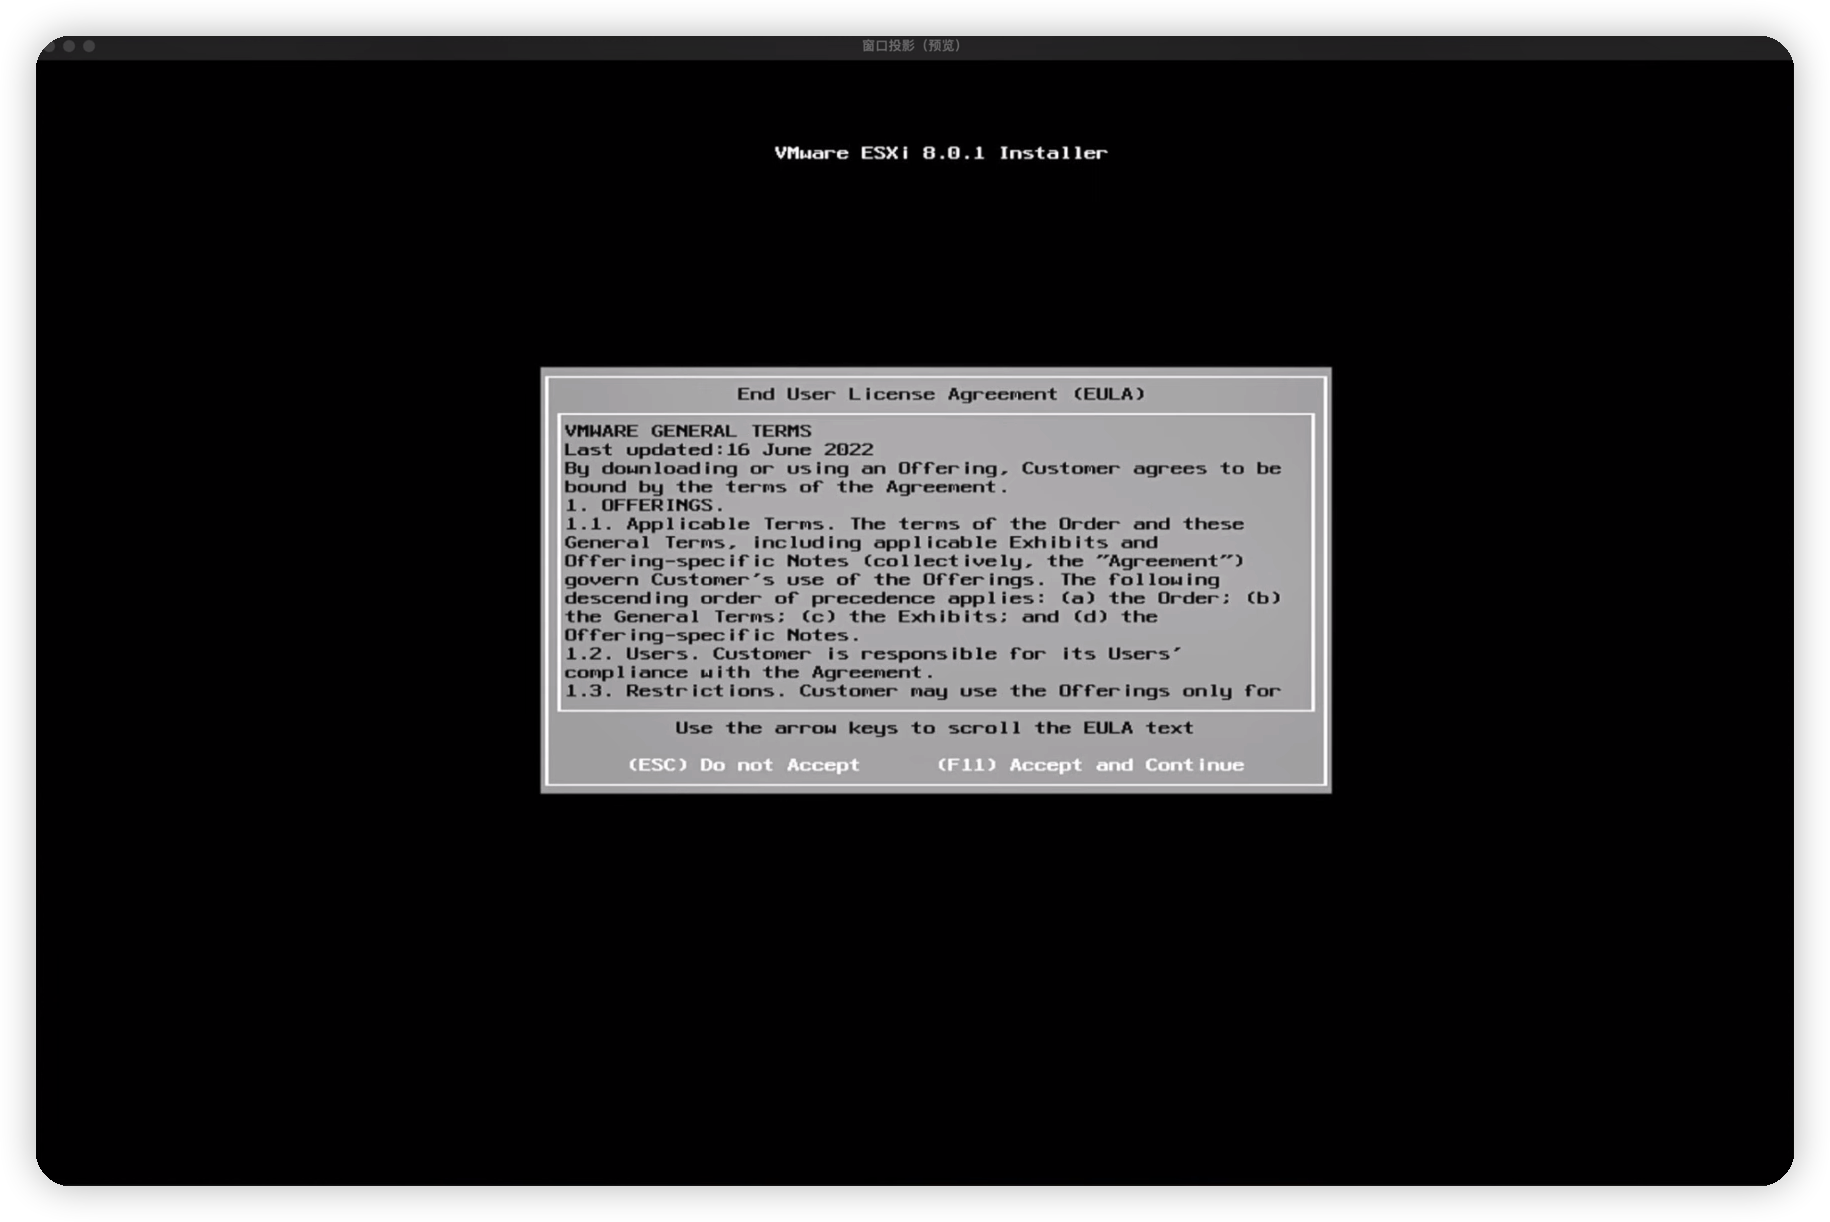 窗口投影（预览）
VMware ESXi 8.0.1 Installer
End User License Agreement (EULA)
VMWARE GENERAL TERMS
Last updated:16 June 2022
By downloading or using an Offering, Customer agrees to be
bound by the terms of the Agreement.
1. OFFERINGS.
1.1. Applicable Terms. The terms of the Order and these
General Terms, including applicable Exhibits and
Offering-specific Notes (collectively, the "Agreement")
govern Customer's use of the Offerings. The following
descending order of precedence applies: (a) the Order; (b)
the General Terms; (c) the Exhibits; and (d) the
Offering-specific Notes.
1.2. Users. Customer is responsible for its Users'
compliance with the Agreement.
1.3. Restrictions. Customer may use the Offerings only for
Use the arrow keys to scroll the EULA text
(ESC) Do not Accept (F11) Accept and Continue